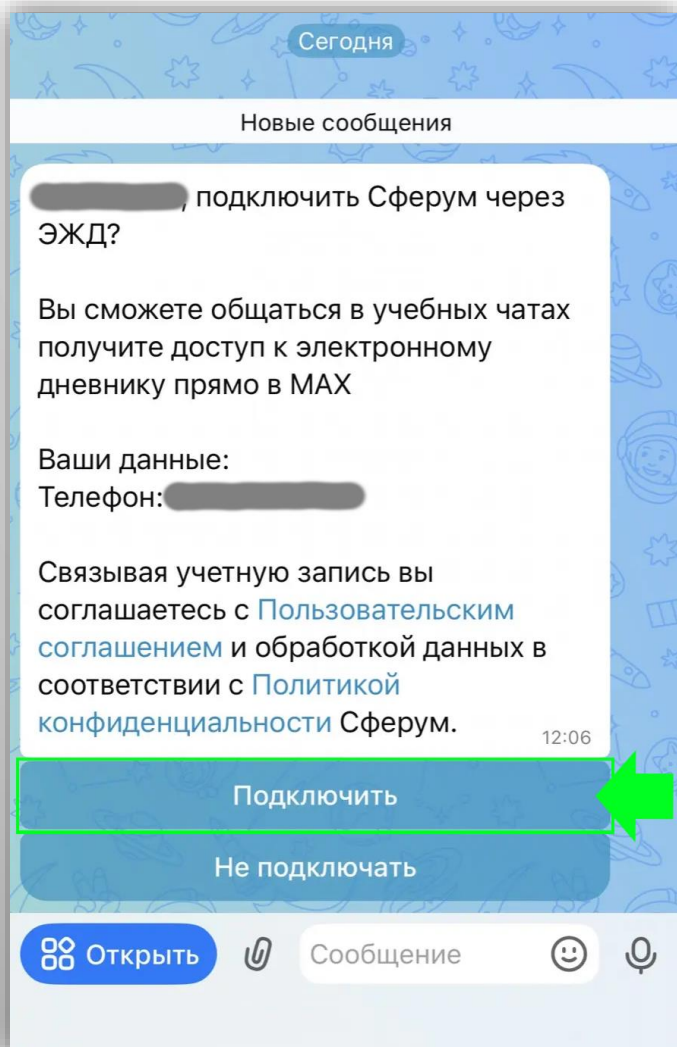 Сегодня
Новые сообщения
, подключить Сферум через
ЭЖД?
Вы сможете общаться в учебных чатах
получите доступ к электронному
дневнику прямо в MAX
Ваши данные:
Телефон:
Связывая учетную запись вы
соглашаетесь с Пользовательским
соглашением и обработкой данных в
соответствии с Политикой
конфиденциальности Сферум.
12:06
Подключить
Не подключать
Открыть
Сообщение